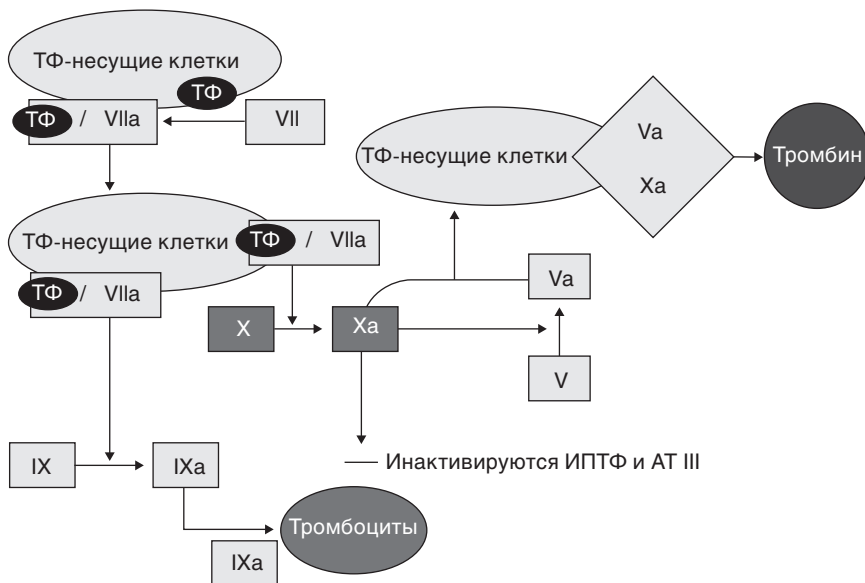 ТФ-несущие клетки
ТФ
ТФ / VIIa
VII
ТФ-несущие клетки
Va
Xa
Тромбин
ТФ-несущие клетки
ТФ / VIIa
ТФ / VIIa
X
Xa
Va
V
IX
IXa
Инактивируются ИПТФ и АТ III
Тромбоциты
IXa